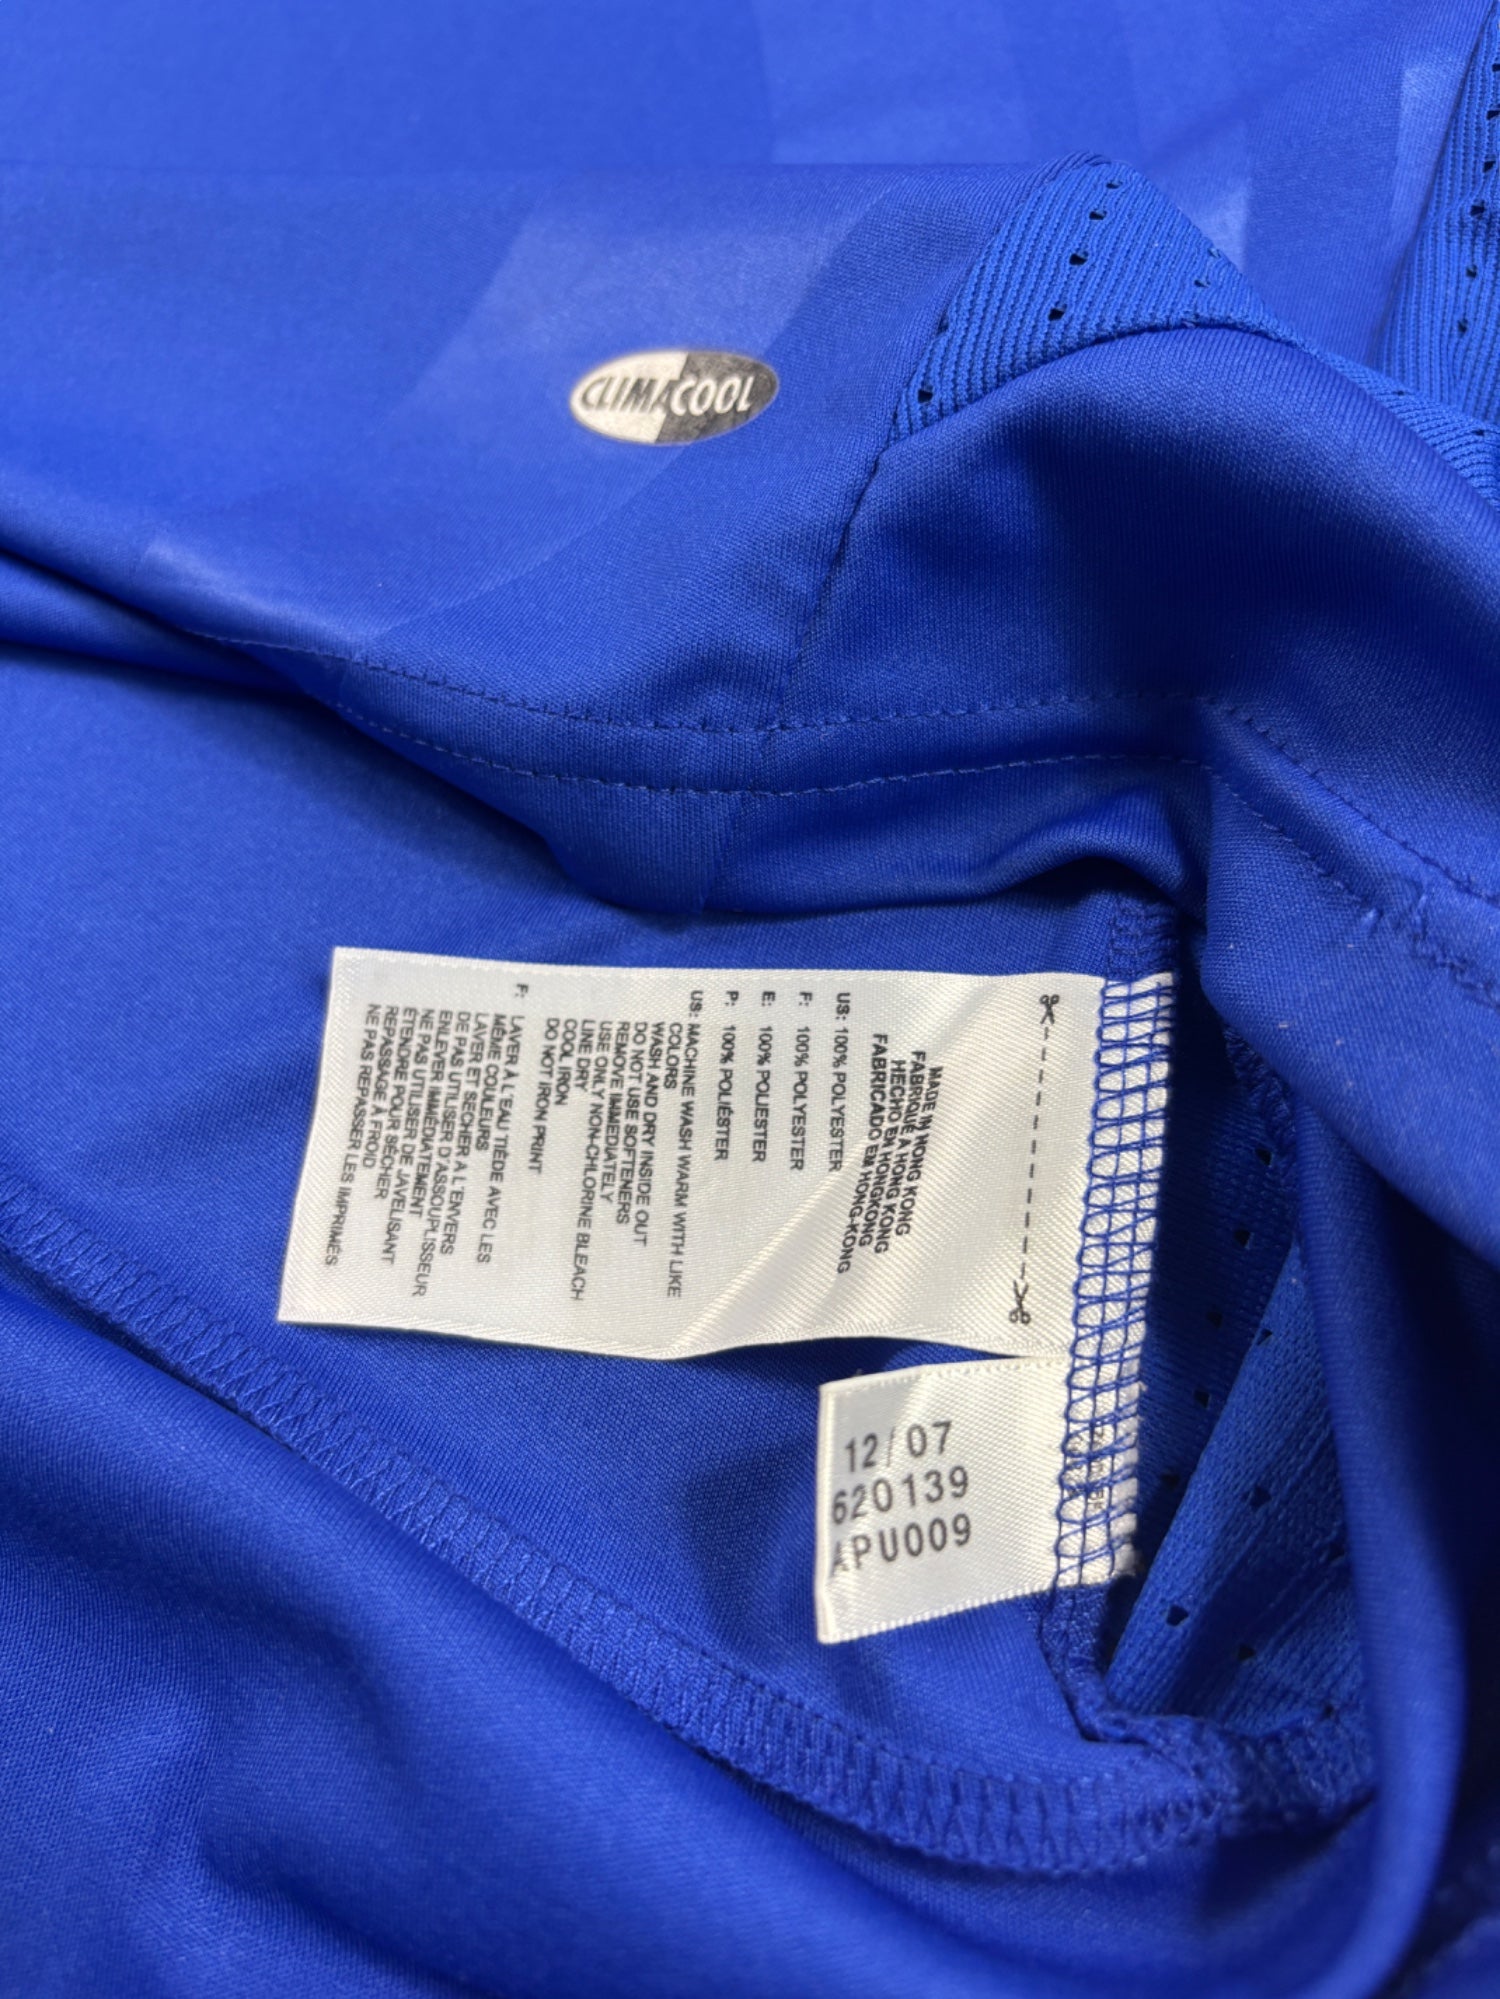 CLIMACOOL
MADE IN HONG KONG
FABRIQUÉ À HONG KONG
HECHO EN HONGKONG
FABRICADO EM HONG-KONG
US: 100% POLYESTER
F: 100% POLYESTER
E: 100% POLIESTER
P: 100% POLIÉSTER
US: MACHINE WASH WARM WITH LIKE
COLORS
WASH AND DRY INSIDE OUT
DO NOT USE SOFTENERS
REMOVE IMMEDIATELY
USE ONLY NON-CHLORINE BLEACH
LINE DRY
COOL IRON
DO NOT IRON PRINT
F: LAVER À L'EAU TIÈDE AVEC LES
MÊME COULEURS
LAVER ET SÉCHER A L'ENVERS
DE PAS UTILISER D'ASSOUPLISSEUR
ENLEVER IMMÉDIATEMENT
NE PAS UTILISER DE JAVELISANT
ÉTENDRE POUR SÉCHER
REPASSAGE À FROID
NE PAS REPASSER LES IMPRIMÉS
12/07
620139
APU009